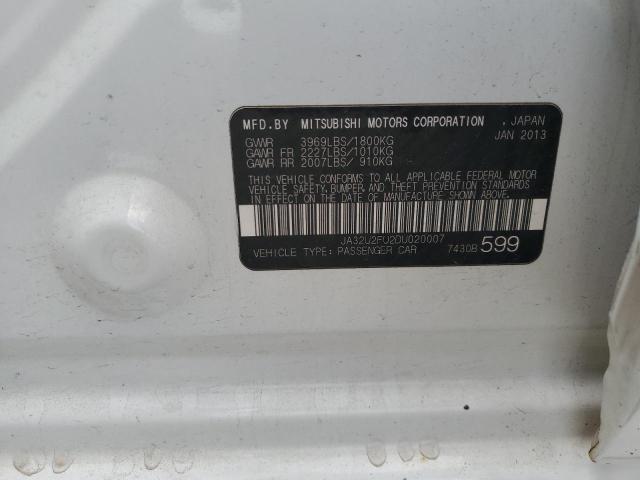 MFD.BY MITSUBISHI MOTORS CORPORATION , JAPAN
GVWR 3969LBS/1800KG JAN 2013
GAWR FR 2227LBS/1010KG
GAWR RR 2007LBS/ 910KG
THIS VEHICLE CONFORMS TO ALL APPLICABLE FEDERAL MOTOR
VEHICLE SAFETY, BUMPER, AND THEFT PREVENTION STANDARDS
IN EFFECT ON THE DATE OF MANUFACTURE SHOWN ABOVE.
JA32U2FU2DU020007
VEHICLE TYPE: PASSENGER CAR 7430B 599